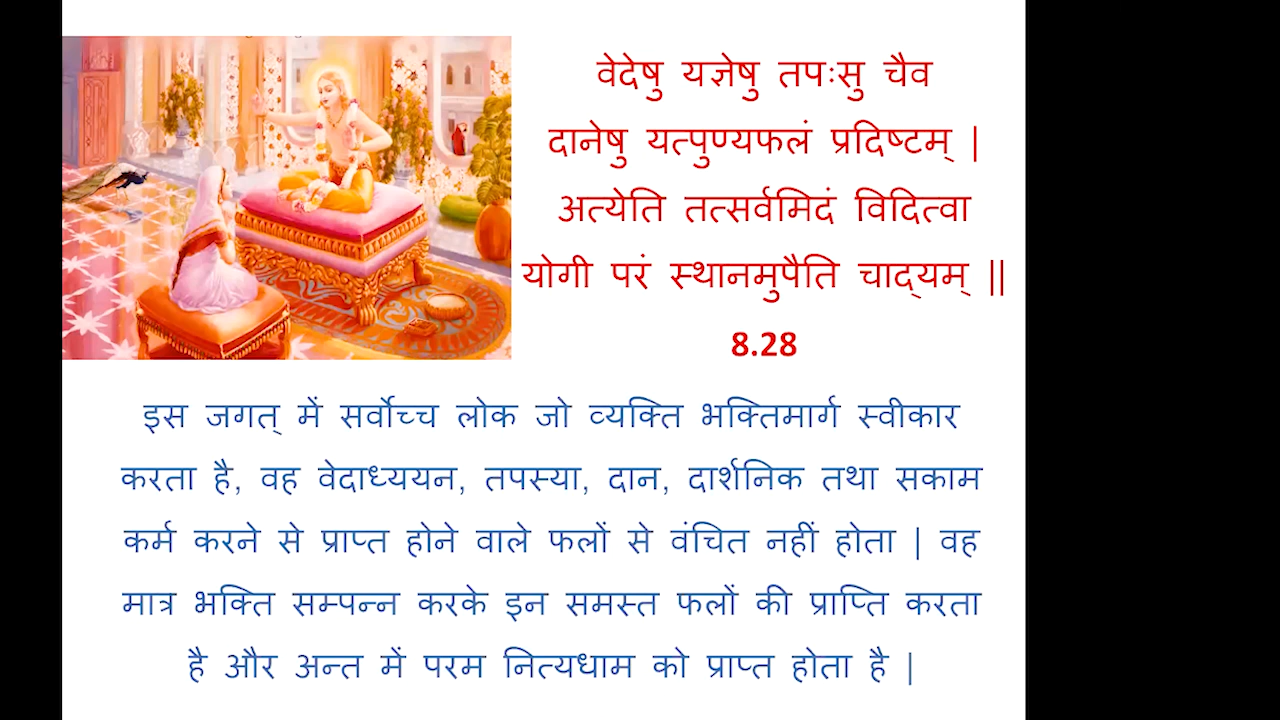 वेदेषु यज्ञेषु तपःसु चैव
दानेषु यत्पुण्यफलं प्रदिष्टम् |
अत्येति तत्सर्वमिदं विदित्वा
योगी परं स्थानमुपैति चाद्यम् ||
8.28
इस जगत् में सर्वोच्च लोक जो व्यक्ति भक्तिमार्ग स्वीकार
करता है, वह वेदाध्ययन, तपस्या, दान, दार्शनिक तथा सकाम
कर्म करने से प्राप्त होने वाले फलों से वंचित नहीं होता | वह
मात्र भक्ति सम्पन्न करके इन समस्त फलों की प्राप्ति करता
है और अन्त में परम नित्यधाम को प्राप्त होता है |